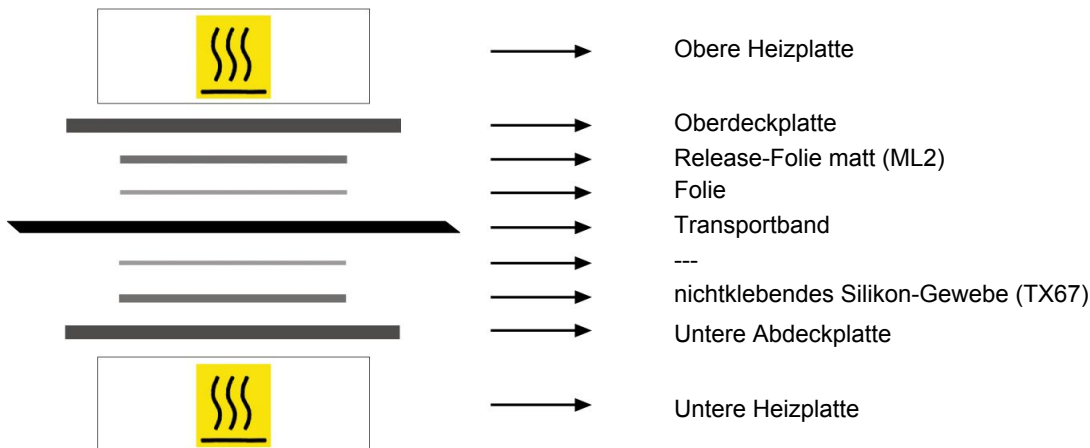 Obere Heizplatte
Oberdeckplatte
Release-Folie matt (ML2)
Folie
Transportband
---
nichtklebendes Silikon-Gewebe (TX67)
Untere Abdeckplatte
Untere Heizplatte